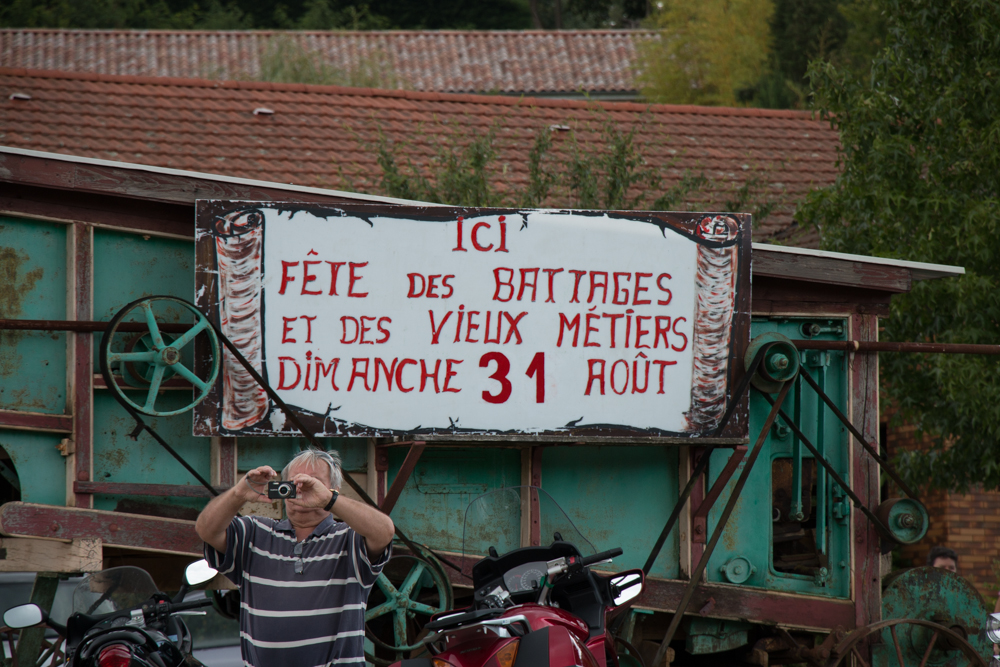 ICI
FÊTE DES BATTAGES
ET DES VIEUX MÉTIERS
DIMANCHE 31 AOÛT